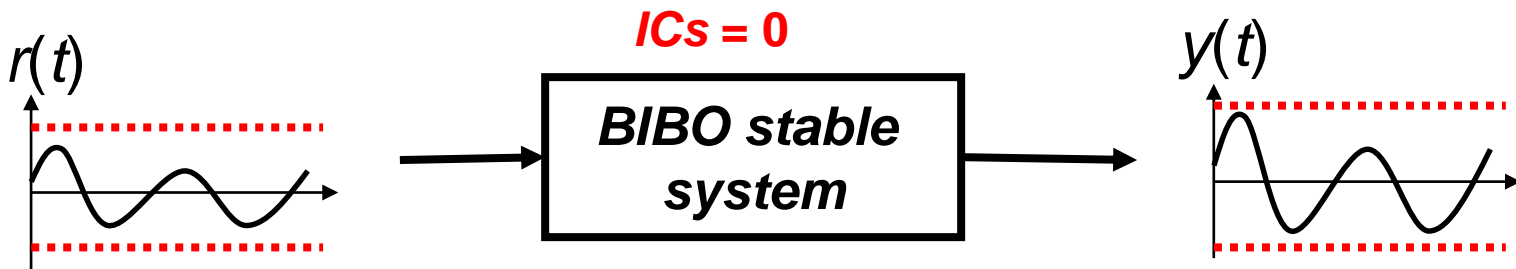 ICs = 0
r(t)
BIBO stable
system
y(t)